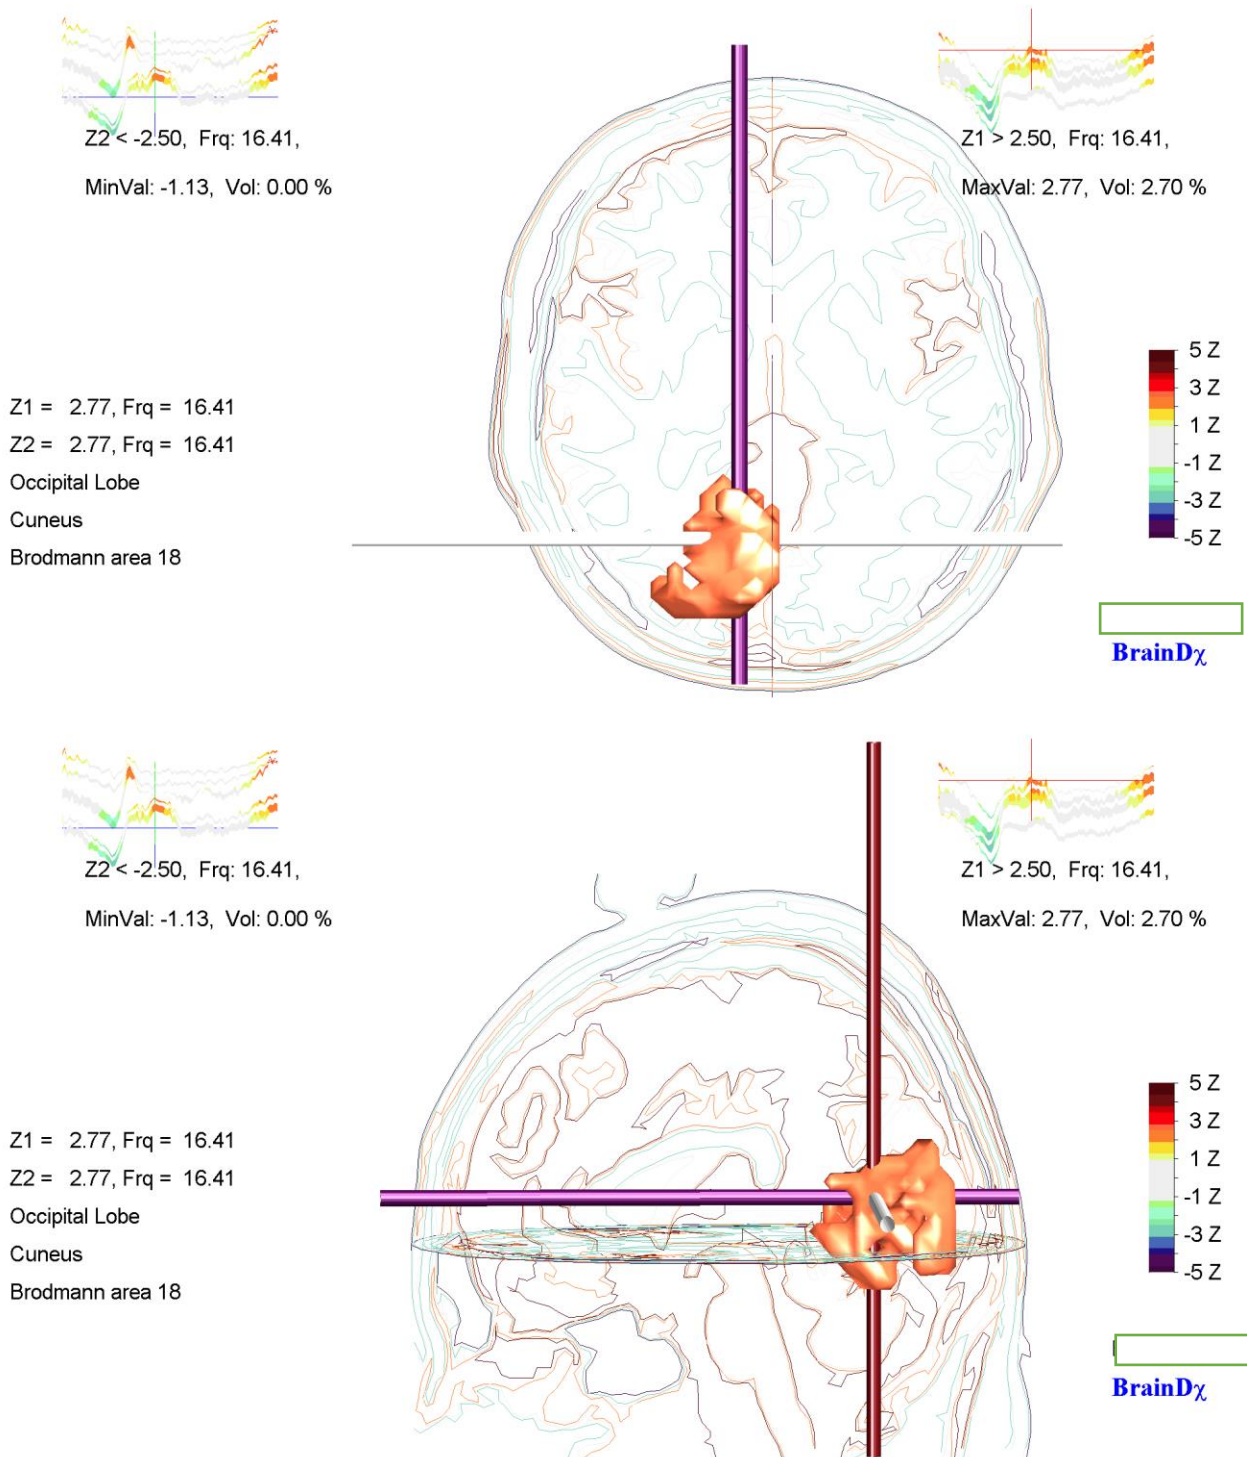 Z2 < -2.50, Frq: 16.41,
MinVal: -1.13, Vol: 0.00 %
Z1 > 2.50, Frq: 16.41,
MaxVal: 2.77, Vol: 2.70 %
Z1 = 2.77, Frq = 16.41
Z2 = 2.77, Frq = 16.41
Occipital Lobe
Cuneus
Brodmann area 18
5 Z
3 Z
1 Z
-1 Z
-3 Z
-5 Z
BrainDχ
Z2 < -2.50, Frq: 16.41,
MinVal: -1.13, Vol: 0.00 %
Z1 > 2.50, Frq: 16.41,
MaxVal: 2.77, Vol: 2.70 %
Z1 = 2.77, Frq = 16.41
Z2 = 2.77, Frq = 16.41
Occipital Lobe
Cuneus
Brodmann area 18
5 Z
3 Z
1 Z
-1 Z
-3 Z
-5 Z
BrainDχ